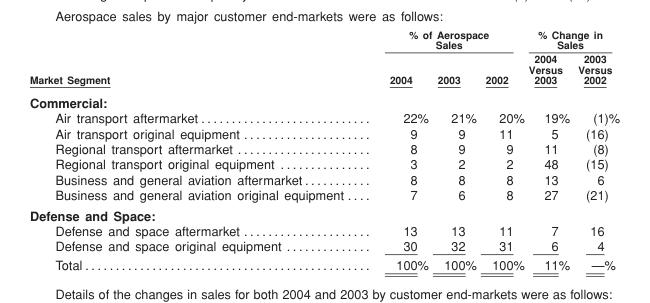 Aerospace sales by major customer end-markets were as follows:
% of Aerospace Sales % Change in Sales
Market Segment 2004 2003 2002 2004 Versus 2003 2003 Versus 2002
Commercial:
Air transport aftermarket 22% 21% 20% 19% (1)%
Air transport original equipment 9 9 11 5 (16)
Regional transport aftermarket 8 9 9 11 (8)
Regional transport original equipment 3 2 2 48 (15)
Business and general aviation aftermarket 8 8 8 13 6
Business and general aviation original equipment 7 6 8 27 (21)
Defense and Space:
Defense and space aftermarket 13 13 11 7 16
Defense and space original equipment 30 32 31 6 4
Total 100% 100% 100% 11% —%
Details of the changes in sales for both 2004 and 2003 by customer end-markets were as follows: